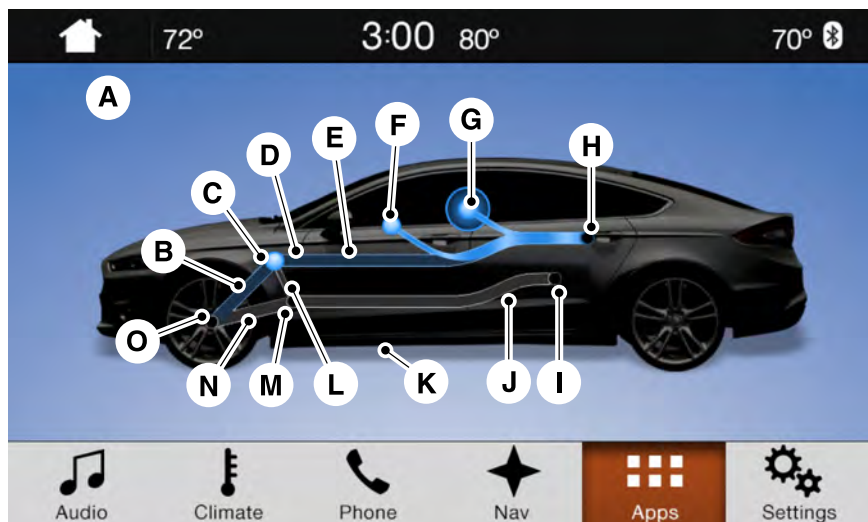 72° 3:00 80° 70°
A
F G
E H
D
C
B
O N M L K J I
Audio Climate Phone Nav Apps Settings